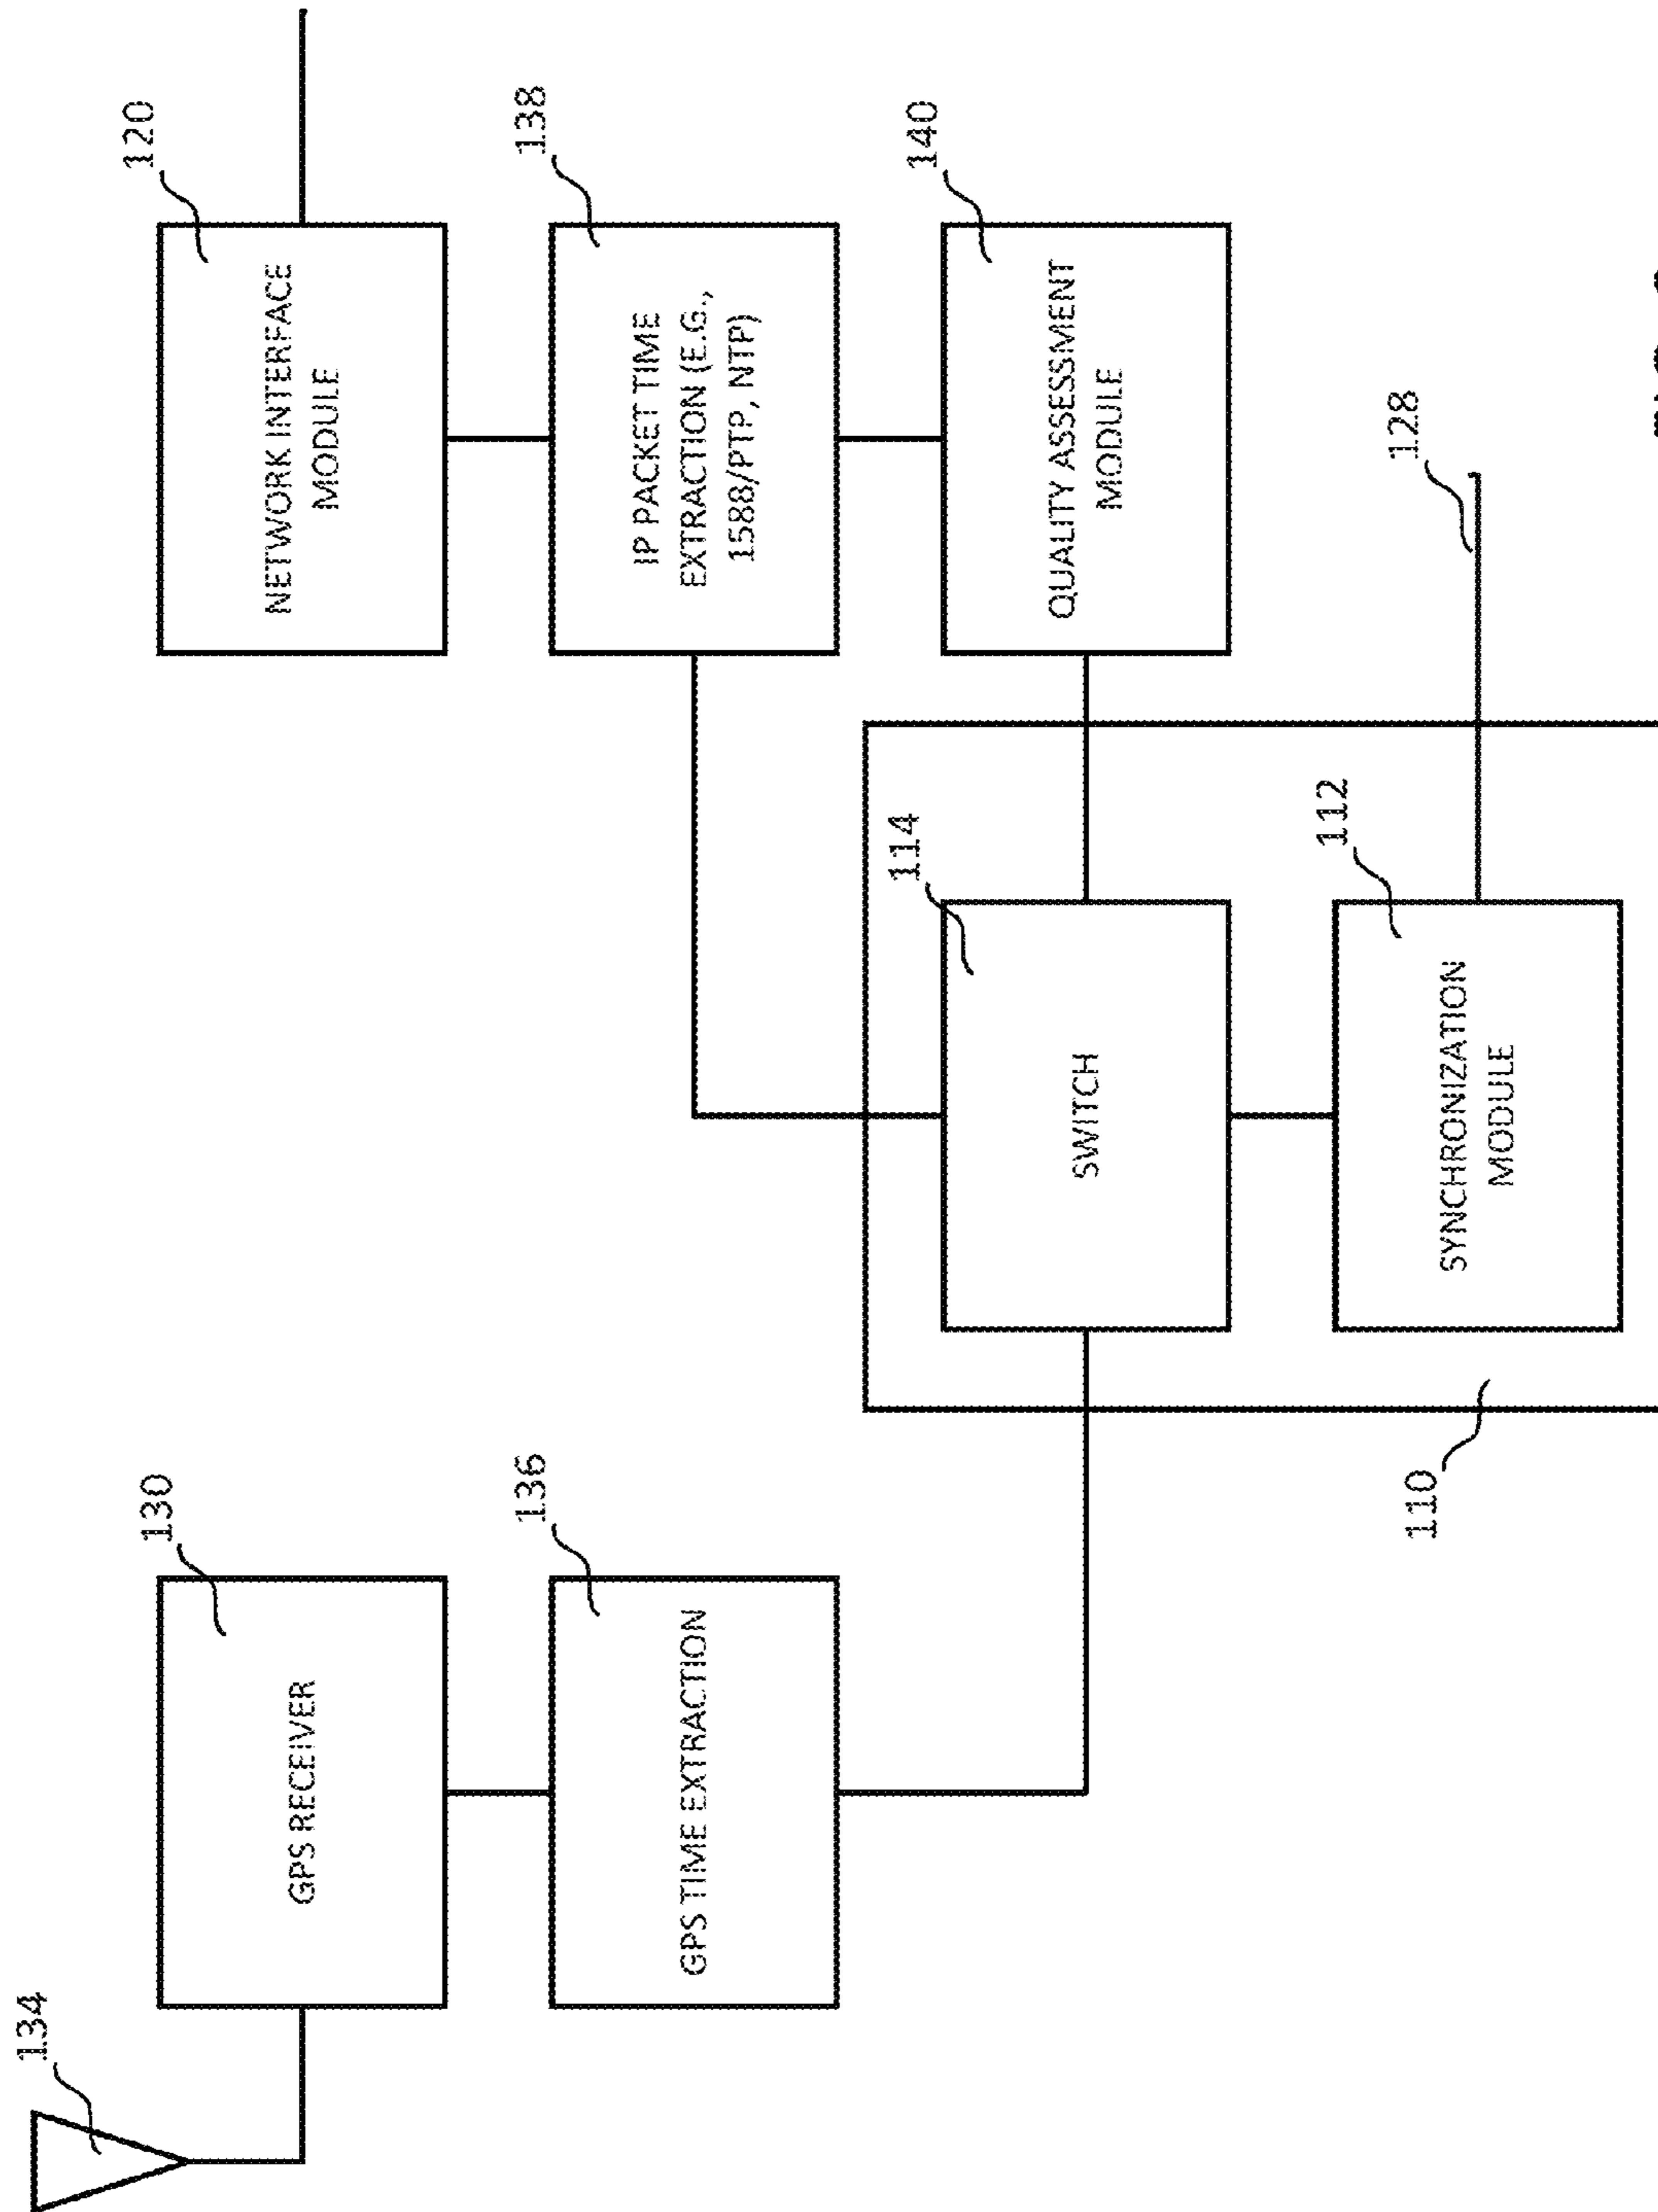 134
130
120
GPS RECEIVER
NETWORK INTERFACE
MODULE
136
138
GPS TIME EXTRACTION
IP PACKET TIME
EXTRACTION (E.G.,
1588/PTP, NTP)
114
140
SWITCH
QUALITY ASSESSMENT
MODULE
110
112
128
SYNCHRONIZATION
MODULE